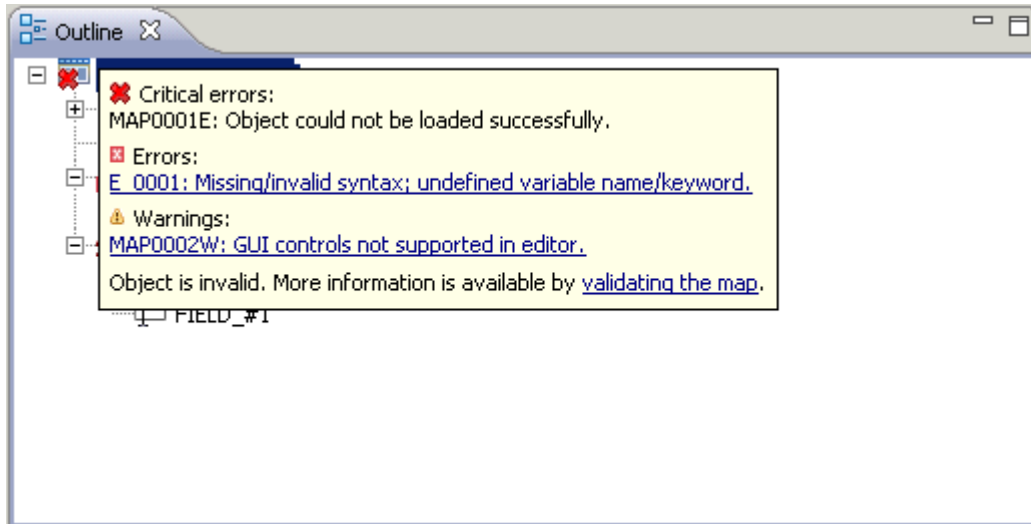 Outline
Critical errors:
MAP0001E: Object could not be loaded successfully.
Errors:
E_0001: Missing/invalid syntax; undefined variable name/keyword.
Warnings:
MAP0002W: GUI controls not supported in editor.
Object is invalid. More information is available by validating the map.
FIELD_#1